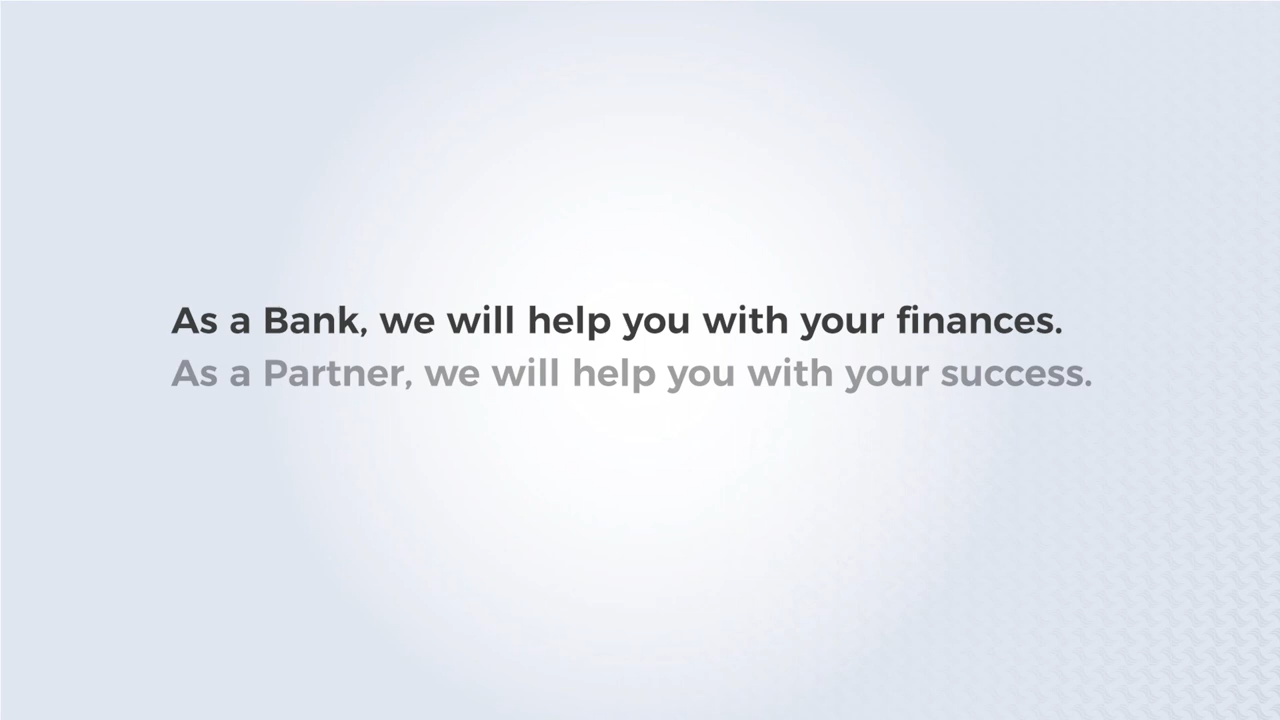 As a Bank, we will help you with your finances.
As a Partner, we will help you with your success.